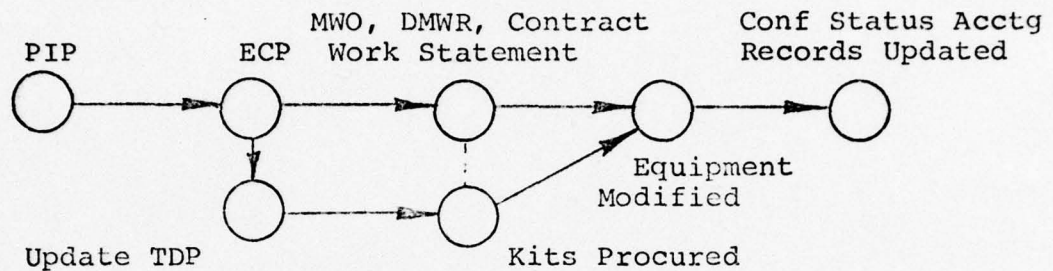 MWO, DMWR, Contract
Work Statement
Conf Status Acctg
Records Updated
PIP
ECP
Equipment
Modified
Update TDP
Kits Procured